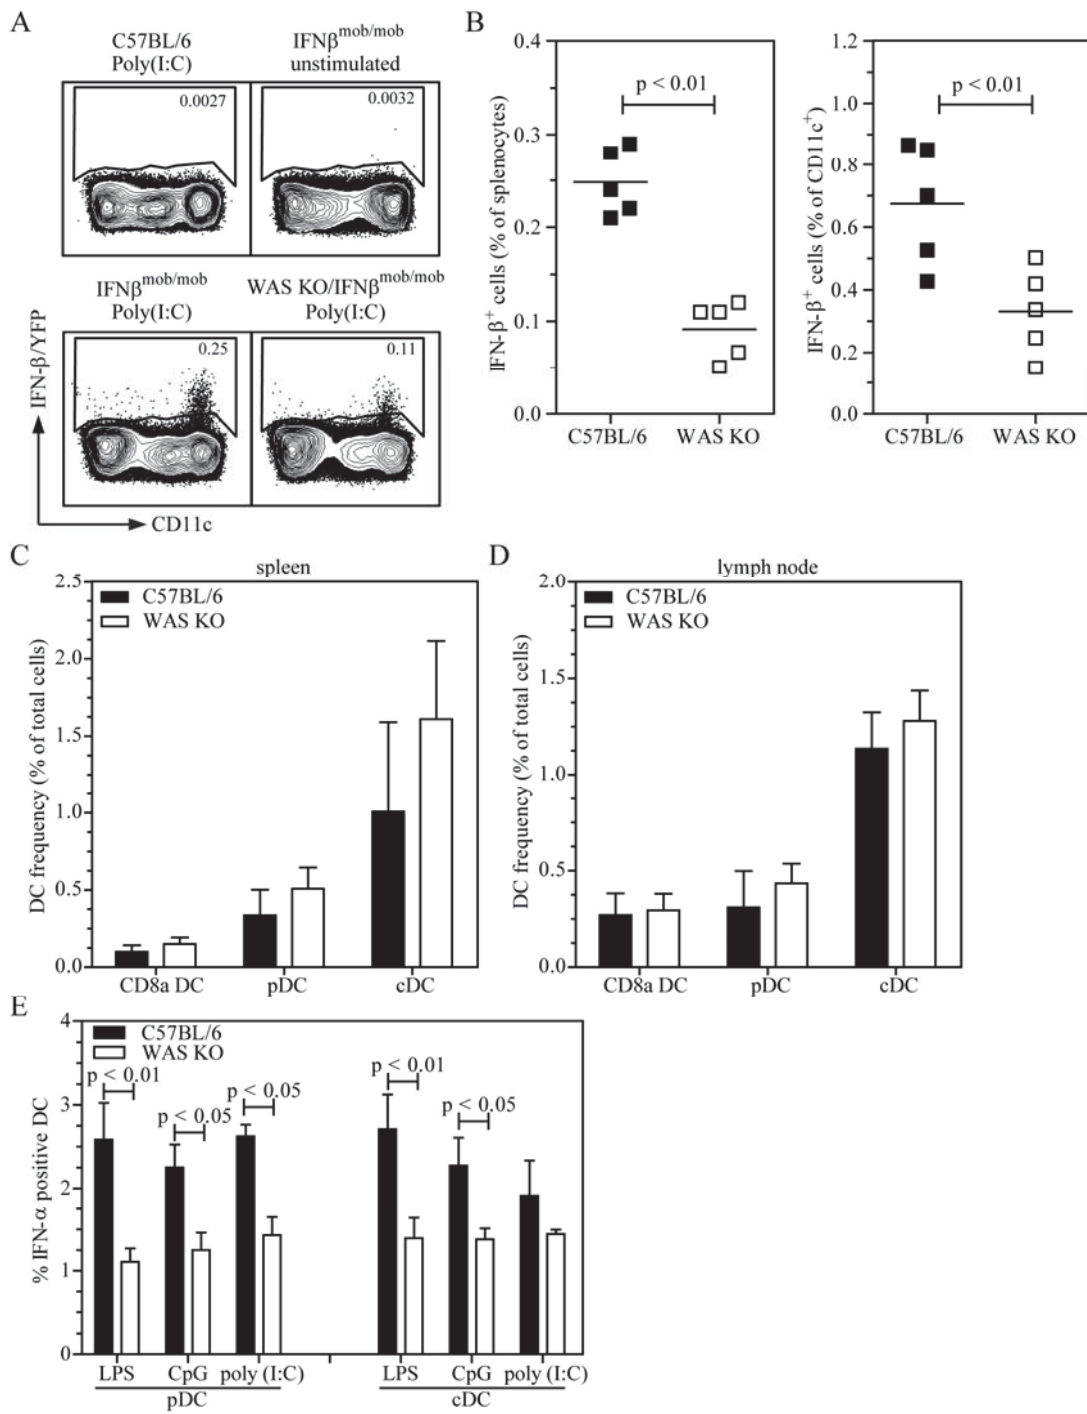 A
C57BL/6
Poly(I:C)
IFNβmob/mob
unstimulated
0.0027
0.0032
IFNβmob/mob
Poly(I:C)
WAS KO/IFNβmob/mob
Poly(I:C)
0.25
0.11
IFN-β/YFP
CD11c
B
IFN-β+ cells (% of splenocytes)
0.4
0.3
0.2
0.1
0.0
p < 0.01
C57BL/6
WAS KO
IFN-β+ cells (% of CD11c+)
1.2
1.0
0.8
0.6
0.4
0.2
0.0
p < 0.01
C57BL/6
WAS KO
C
spleen
DC frequency (% of total cells)
2.5
2.0
1.5
1.0
0.5
0.0
C57BL/6
WAS KO
CD8a DC
pDC
cDC
D
lymph node
DC frequency (% of total cells)
2.0
1.5
1.0
0.5
0.0
C57BL/6
WAS KO
CD8a DC
pDC
cDC
E
% IFN-α positive DC
4
3
2
1
0
C57BL/6
WAS KO
p < 0.01
p < 0.05
p < 0.05
p < 0.01
p < 0.05
LPS
CpG
poly (I:C)
pDC
LPS
CpG
poly (I:C)
cDC